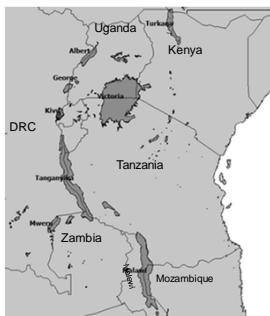 Uganda
Turkana
Albert
Kenya
George
Victoria
Kivu
DRC
Tanzania
Tanganyika
Mweru
Zambia
Malawi
Mozambique